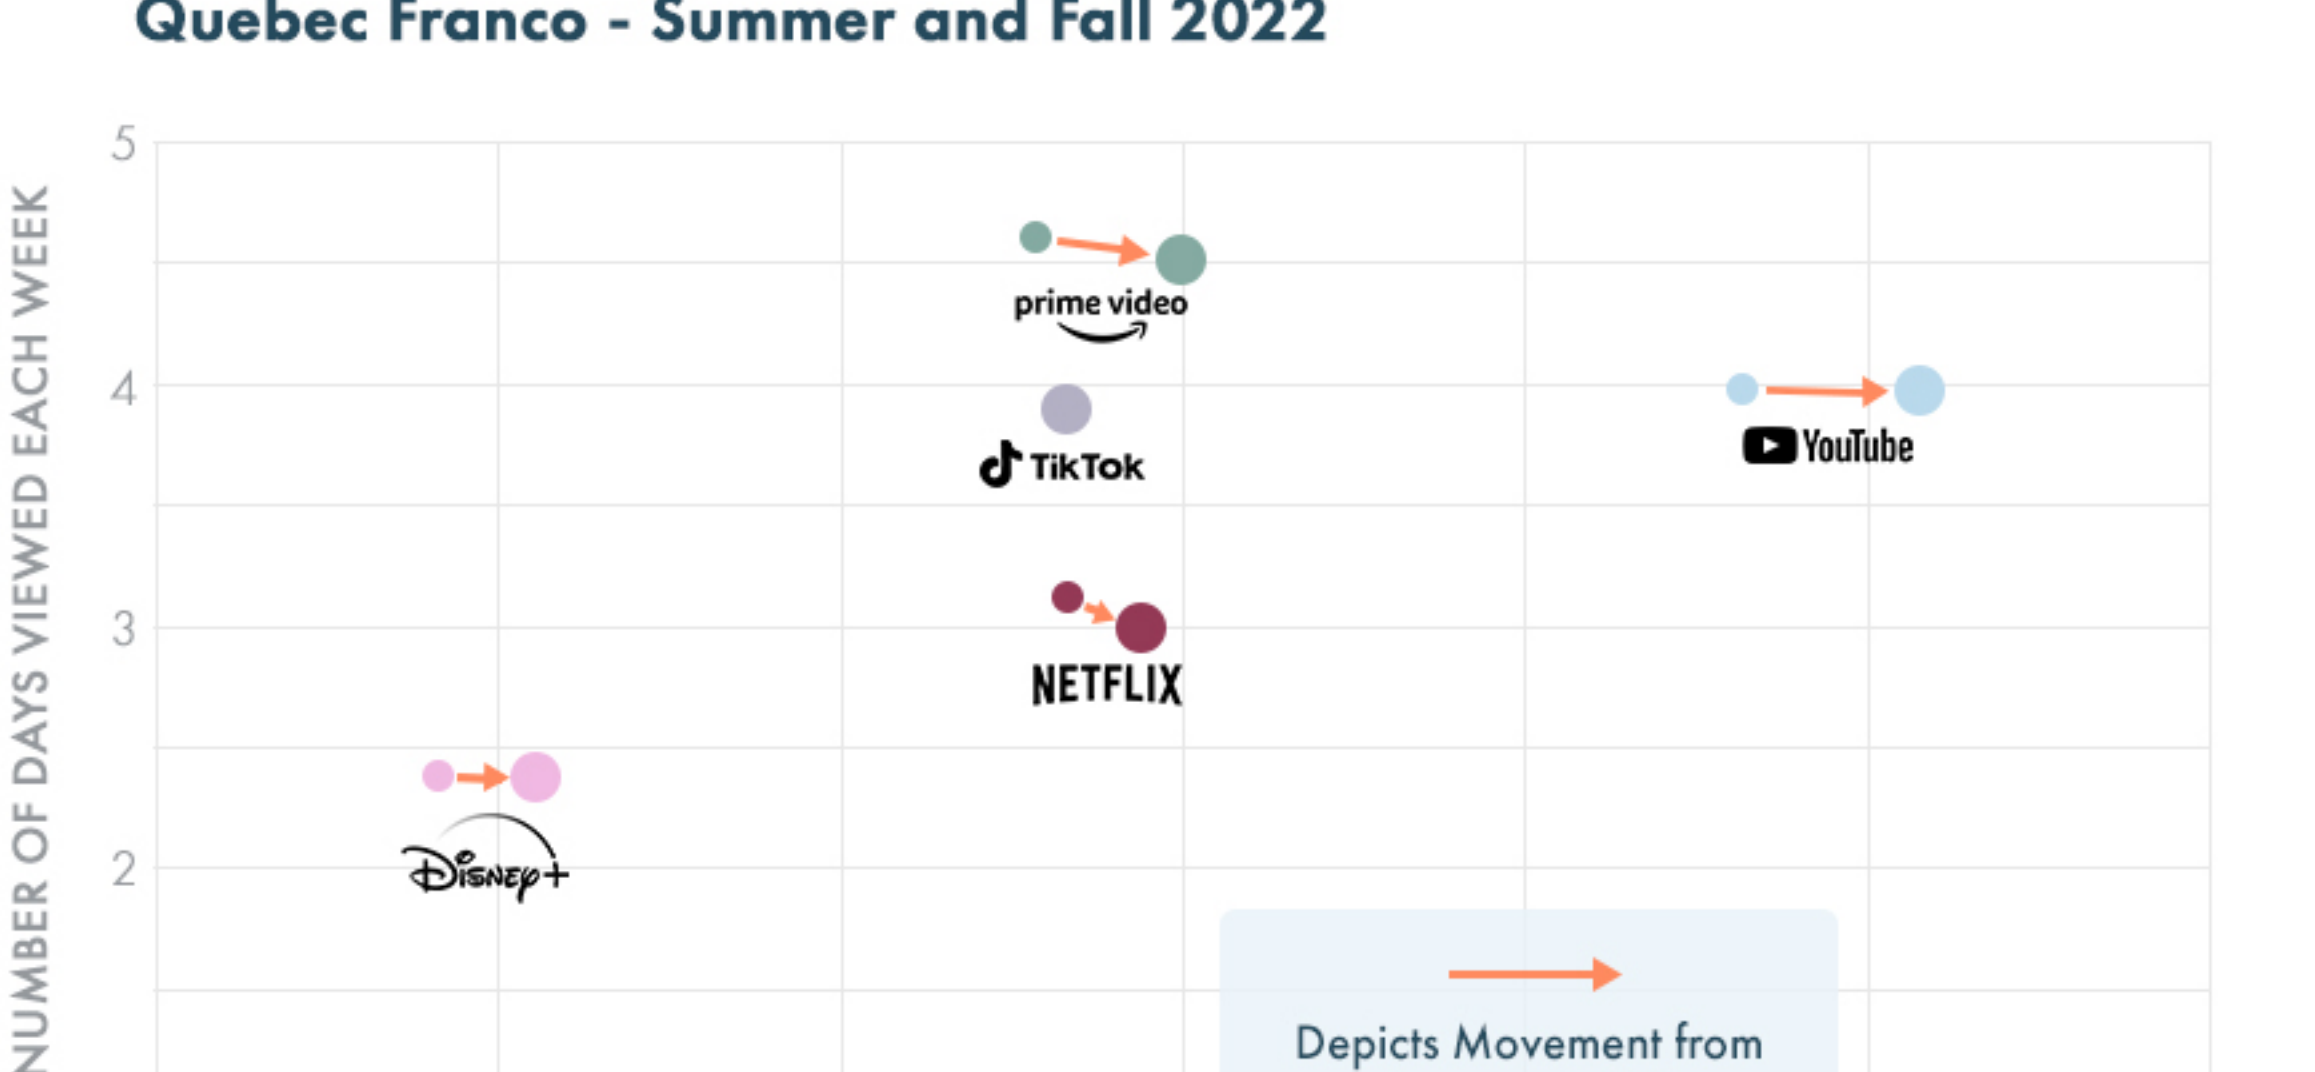 Quebec Franco - Summer and Fall 2022
NUMBER OF DAYS VIEWED EACH WEEK
5
4
3
2
prime video
TikTok
YouTube
NETFLIX
Disney+
Depicts Movement from